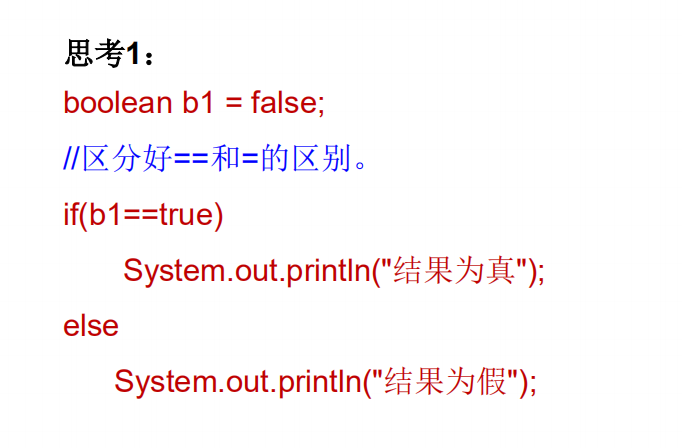 思考1：
boolean b1 = false;
//区分好==和=的区别。
if(b1==true)
System.out.println("结果为真");
else
System.out.println("结果为假");